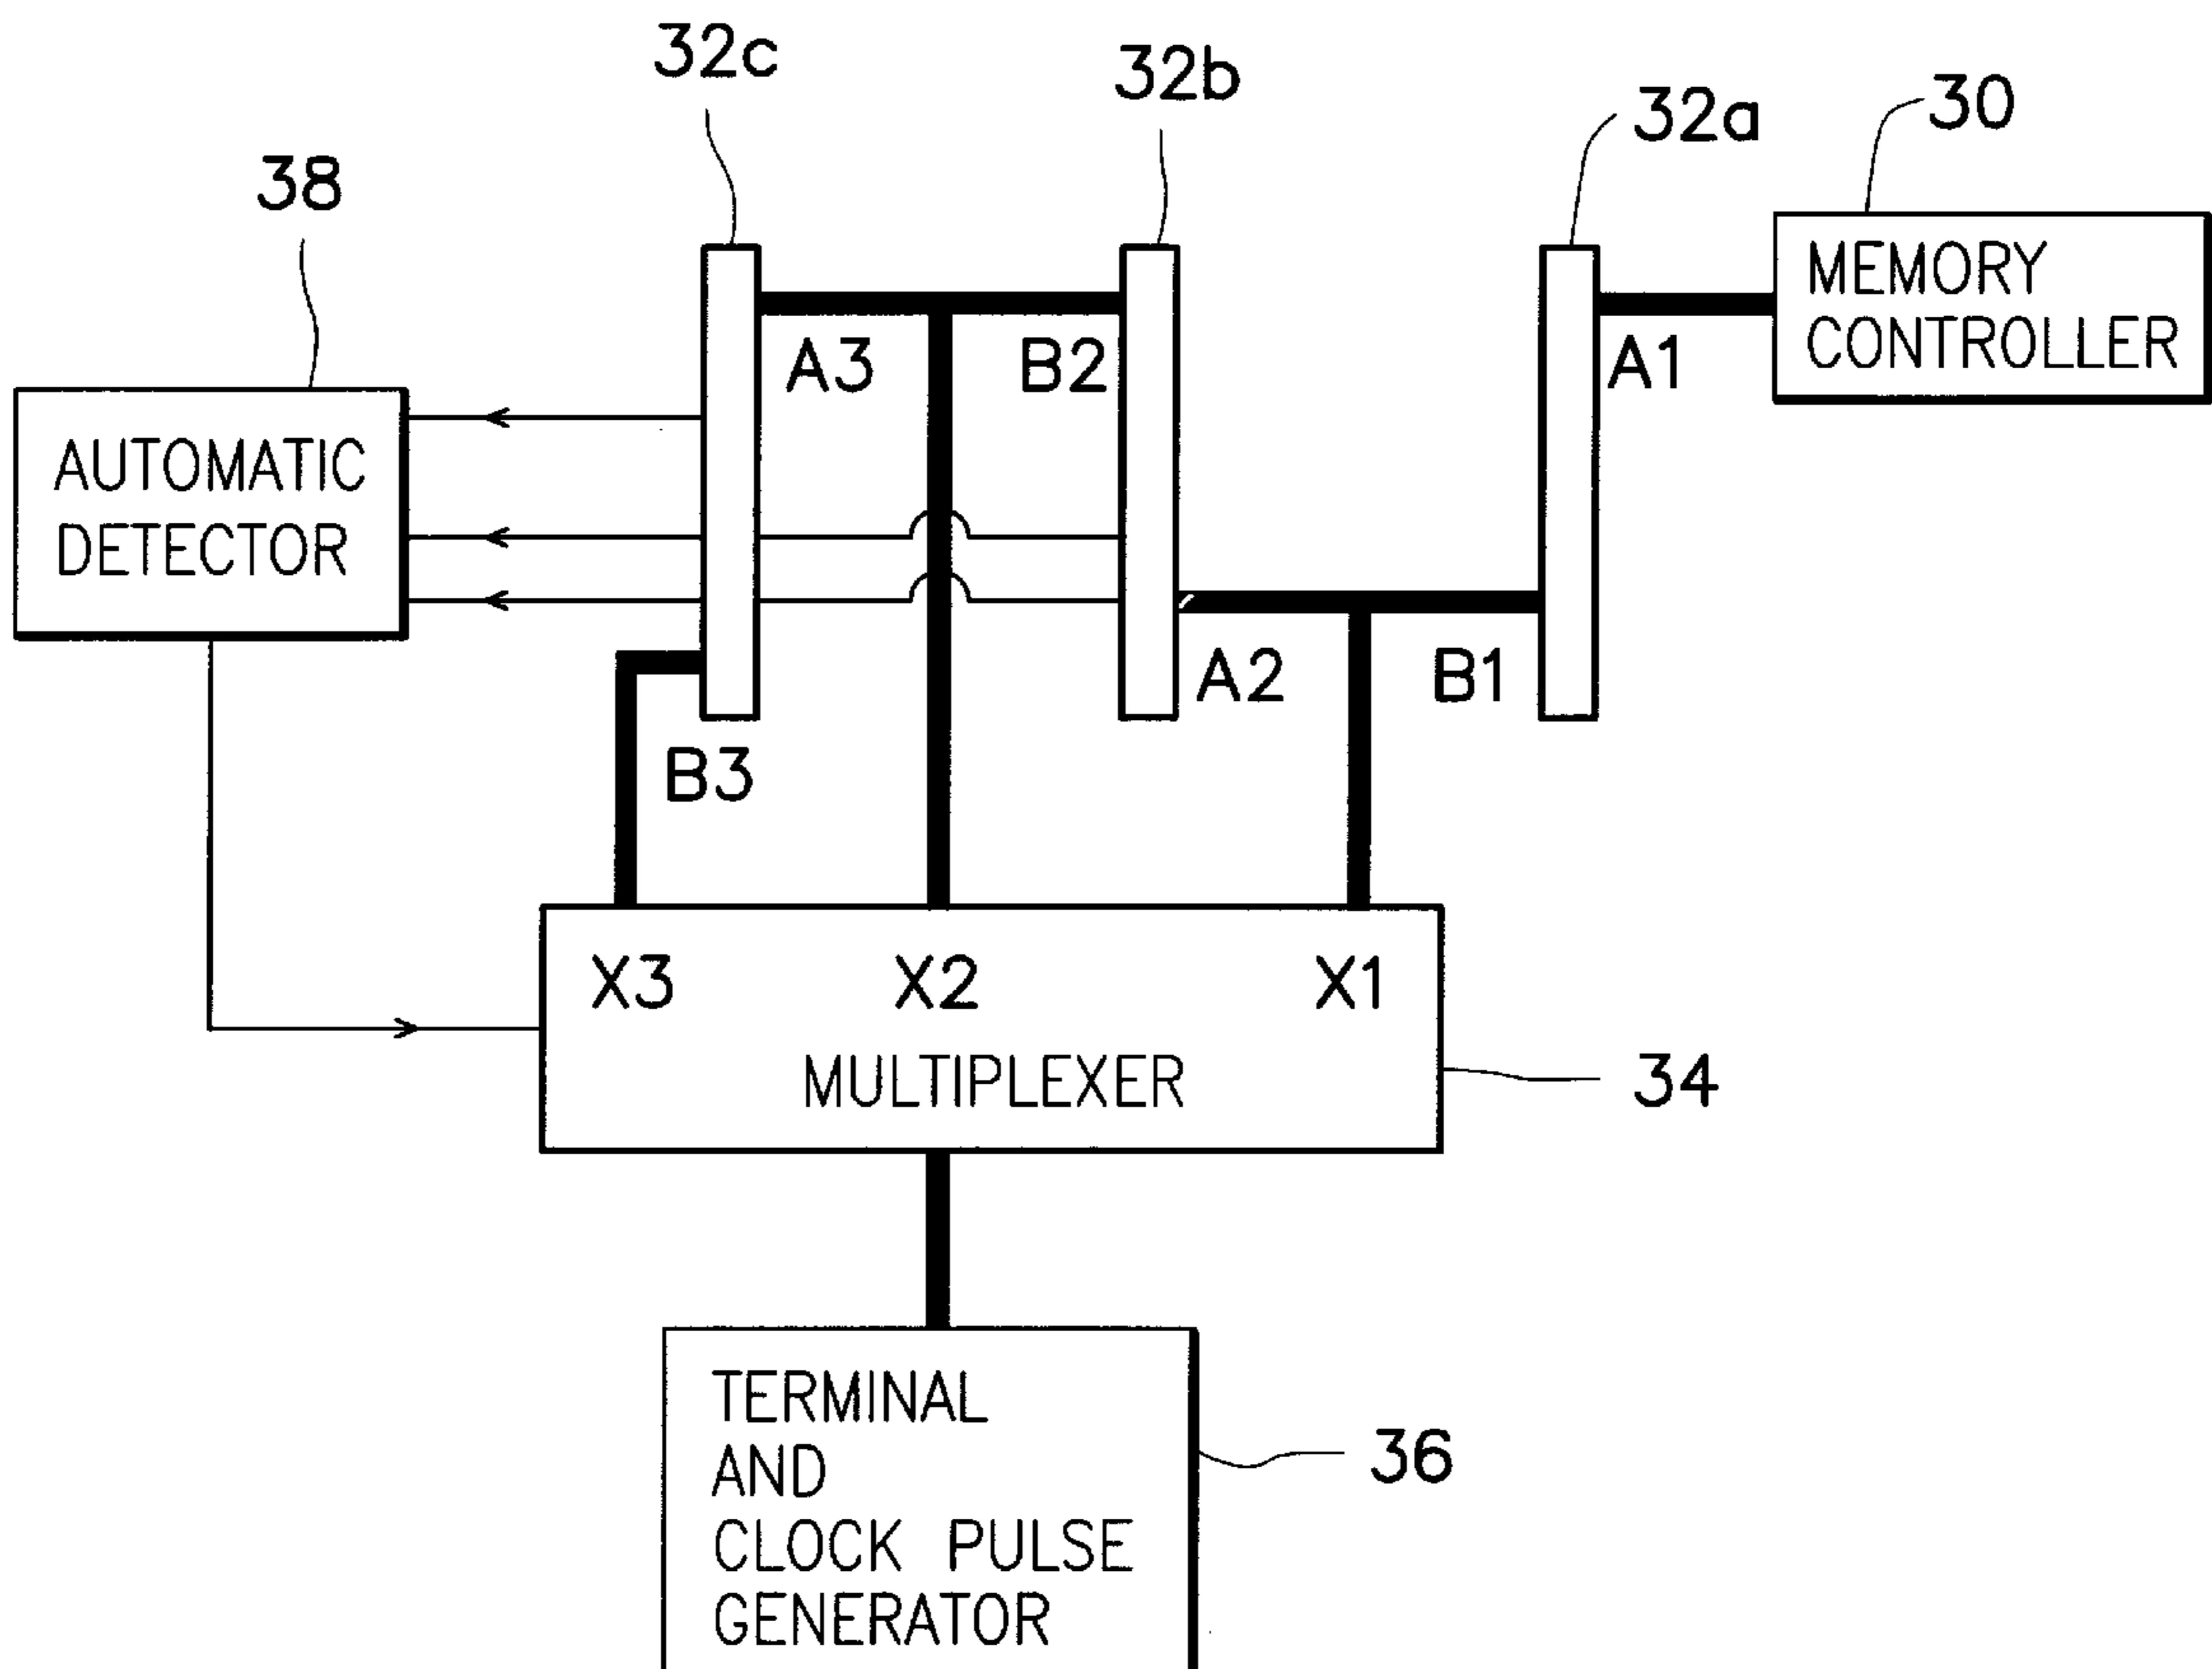 32c
32b
32a
30
38
MEMORY
CONTROLLER
A3
B2
A1
AUTOMATIC
DETECTOR
A2
B1
B3
X3
X2
X1
MULTIPLEXER
34
TERMINAL
AND
CLOCK PULSE
GENERATOR
36